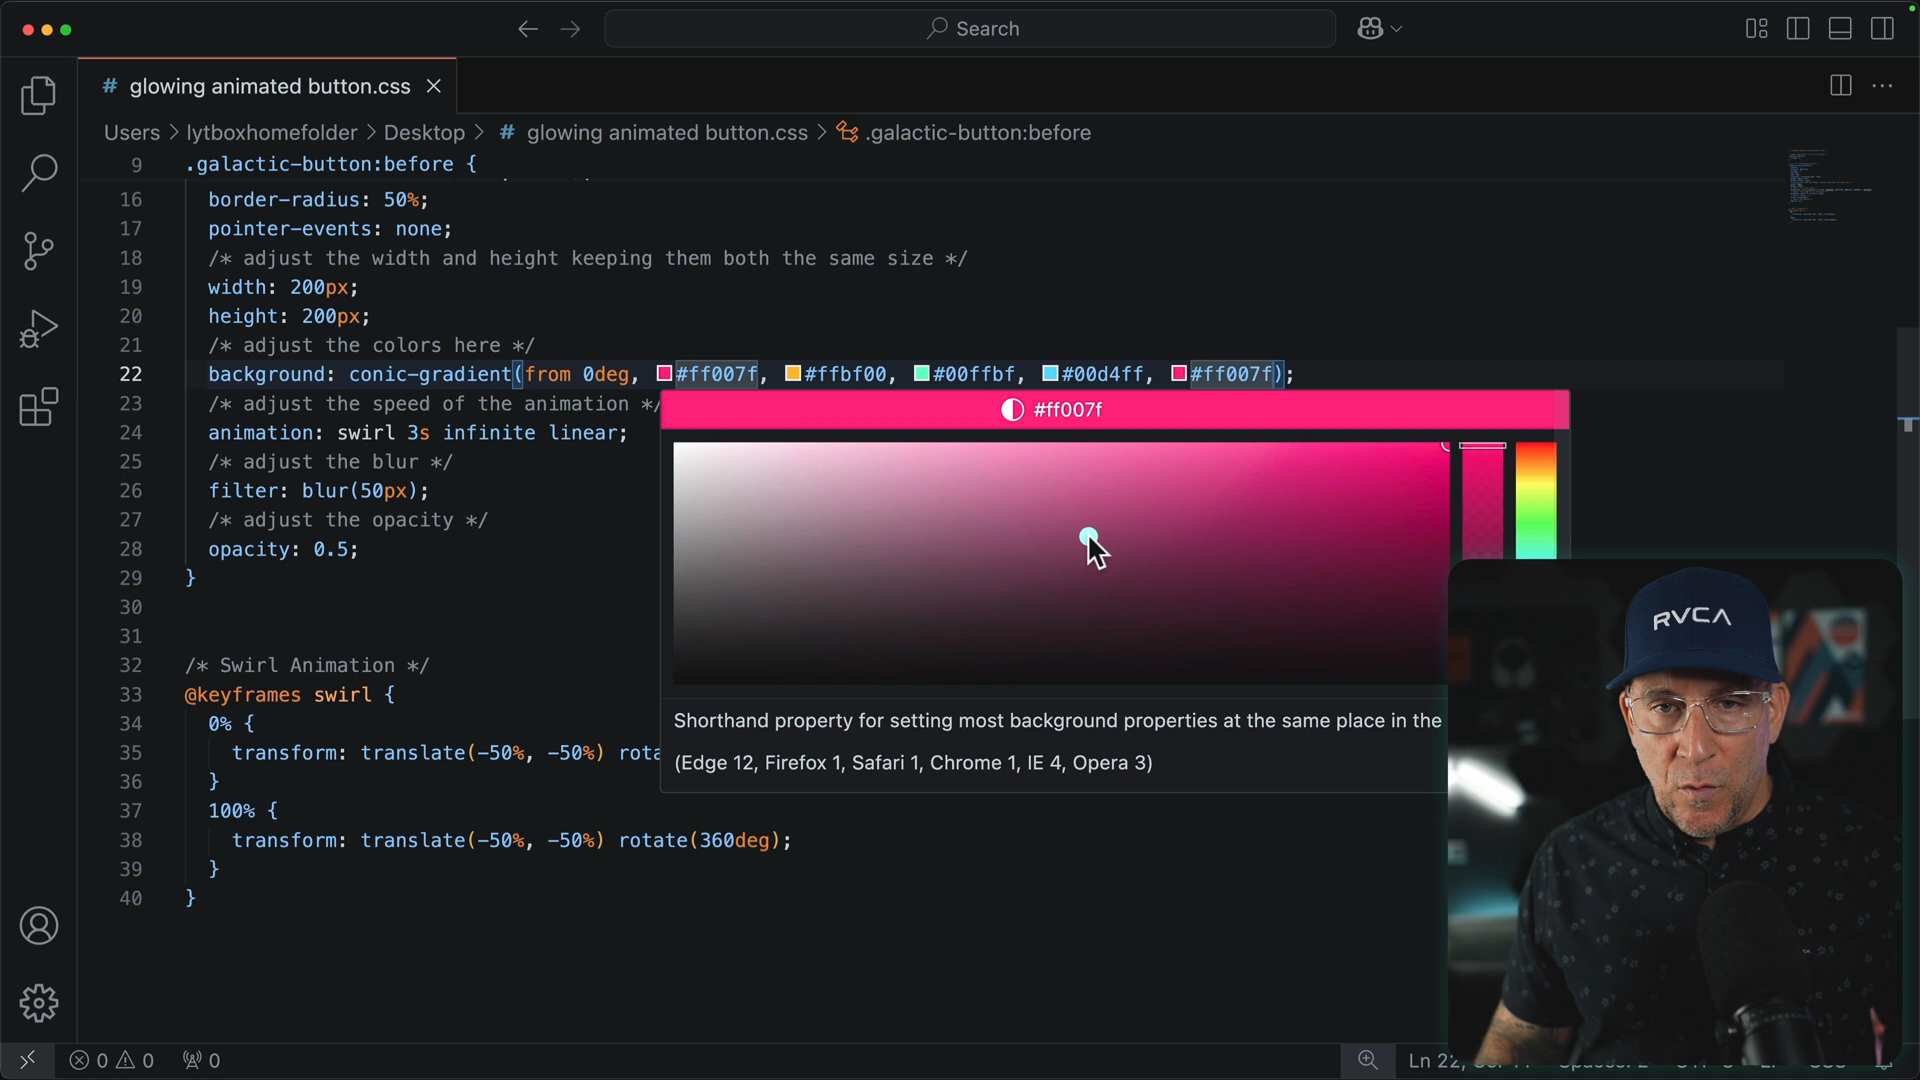 Search
# glowing animated button.css
Users > lytboxhomefolder > Desktop > # glowing animated button.css > .galactic-button:before
9 .galactic-button:before {
16 border-radius: 50%;
17 pointer-events: none;
18 /* adjust the width and height keeping them both the same size */
19 width: 200px;
20 height: 200px;
21 /* adjust the colors here */
22 background: conic-gradient(from 0deg, #ff007f, #ffbf00, #00ffbf, #00d4ff, #ff007f);
23 /* adjust the speed of the animation */
#ff007f
24 animation: swirl 3s infinite linear;
25 /* adjust the blur */
26 filter: blur(50px);
27 /* adjust the opacity */
28 opacity: 0.5;
29 }
30
31
32 /* Swirl Animation */
33 @keyframes swirl {
34 0% {
35 transform: translate(-50%, -50%) rota
36 }
37 100% {
38 transform: translate(-50%, -50%) rotate(360deg);
39 }
40 }
Shorthand property for setting most background properties at the same place in the
(Edge 12, Firefox 1, Safari 1, Chrome 1, IE 4, Opera 3)
RVCA
0 0 0
Ln 22,